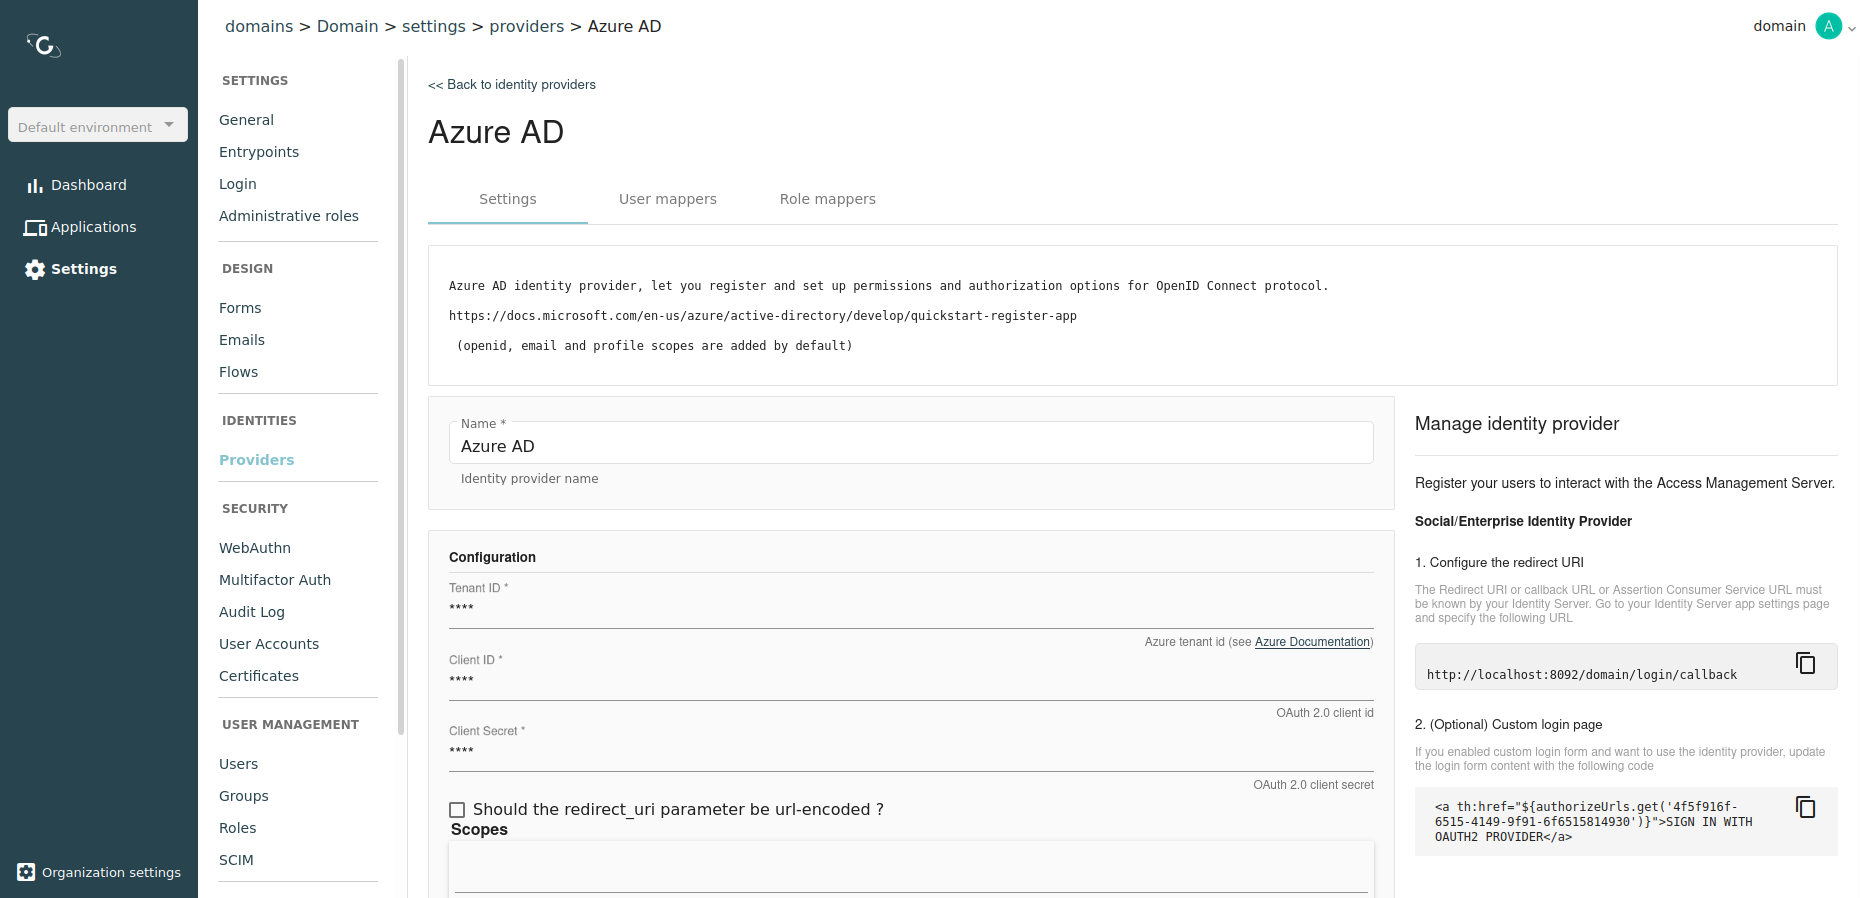 domains > Domain > settings > providers > Azure AD
domain
A
Default environment
Dashboard
Applications
Settings
Organization settings
SETTINGS
General
Entrypoints
Login
Administrative roles
DESIGN
Forms
Emails
Flows
IDENTITIES
Providers
SECURITY
WebAuthn
Multifactor Auth
Audit Log
User Accounts
Certificates
USER MANAGEMENT
Users
Groups
Roles
SCIM
<< Back to identity providers
Azure AD
Settings
User mappers
Role mappers
Azure AD identity provider, let you register and set up permissions and authorization options for OpenID Connect protocol.
https://docs.microsoft.com/en-us/azure/active-directory/develop/quickstart-register-app
(openid, email and profile scopes are added by default)
Name *
Azure AD
Identity provider name
Configuration
Tenant ID *
****
Azure tenant id (see Azure Documentation)
Client ID *
****
OAuth 2.0 client id
Client Secret *
****
OAuth 2.0 client secret
Should the redirect_uri parameter be url-encoded ?
Scopes
Manage identity provider
Register your users to interact with the Access Management Server.
Social/Enterprise Identity Provider
1. Configure the redirect URI
The Redirect URI or callback URL or Assertion Consumer Service URL must
be known by your Identity Server. Go to your Identity Server app settings page
and specify the following URL
http://localhost:8092/domain/login/callback
2. (Optional) Custom login page
If you enabled custom login form and want to use the identity provider, update
the login form content with the following code
<a th:href="${authorizeUrls.get('4f5f916f-
6515-4149-9f91-6f6515814930')}">SIGN IN WITH
OAUTH2 PROVIDER</a>